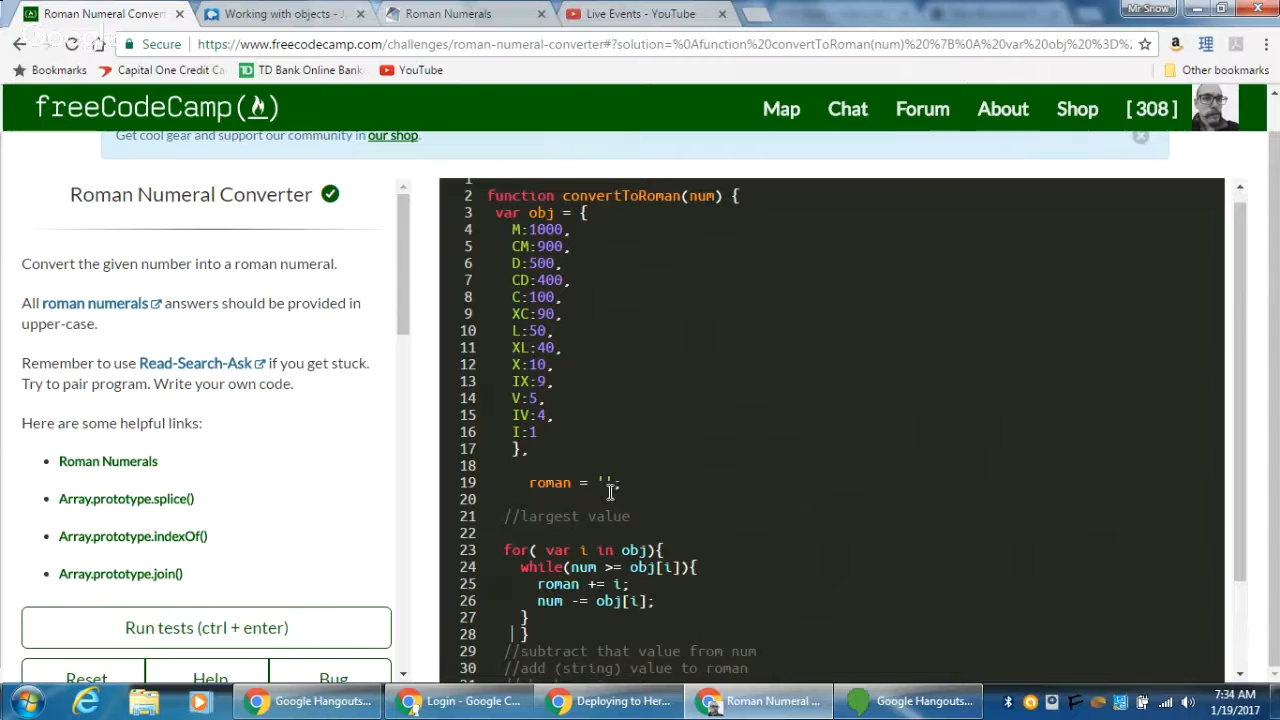 Roman Numeral Convert
Working with objects - J
Roman Numerals
Live Events - YouTube
Mr Snow
Secure
https://www.freecodecamp.com/challenges/roman-numeral-converter#?solution=%0Afunction%20convertToRoman(num)%20%7B%0A%20var%20obj%20%3D%
Bookmarks
Capital One Credit Ca
TD Bank Online Bank
YouTube
Other bookmarks
freeCodeCamp
Map
Chat
Forum
About
Shop
[ 308 ]
Get cool gear and support our community in our shop.
Roman Numeral Converter
Convert the given number into a roman numeral.
All roman numerals answers should be provided in
upper-case.
Remember to use Read-Search-Ask if you get stuck.
Try to pair program. Write your own code.
Here are some helpful links:
Roman Numerals
Array.prototype.splice()
Array.prototype.indexOf()
Array.prototype.join()
Run tests (ctrl + enter)
Reset
Help
Bug
1
2 function convertToRoman(num) {
3 var obj = {
4 M:1000,
5 CM:900,
6 D:500,
7 CD:400,
8 C:100,
9 XC:90,
10 L:50,
11 XL:40,
12 X:10,
13 IX:9,
14 V:5,
15 IV:4,
16 I:1
17 },
18
19 roman = '';
20
21 //largest value
22
23 for( var i in obj){
24 while(num >= obj[i]){
25 roman += i;
26 num -= obj[i];
27 }
28 }
29 //subtract that value from num
30 //add (string) value to roman
Google Hangouts...
Login - Google C...
Deploying to Her...
Roman Numeral ...
Google Hangouts...
7:34 AM
1/19/2017